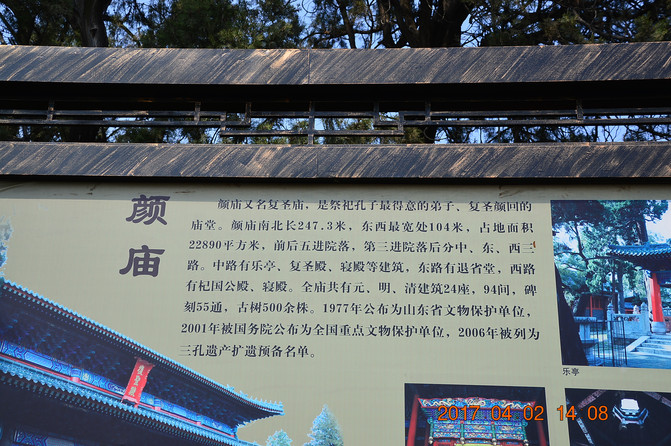 颜庙
颜庙又名复圣庙，是祭祀孔子最得意的弟子、复圣颜回的
庙堂。颜庙南北长247.3米，东西最宽处104米，占地面积
22890平方米，前后五进院落，第三进院落后分中、东、西三
路。中路有乐亭、复圣殿、寝殿等建筑，东路有退省堂，西路
有杞国公殿、寝殿。全庙共有元、明、清建筑24座，94间，碑
刻55通，古树500余株。1977年公布为山东省文物保护单位，
2001年被国务院公布为全国重点文物保护单位，2006年被列为
三孔遗产扩遗预备名单。
乐亭
2017 04 02 14 08